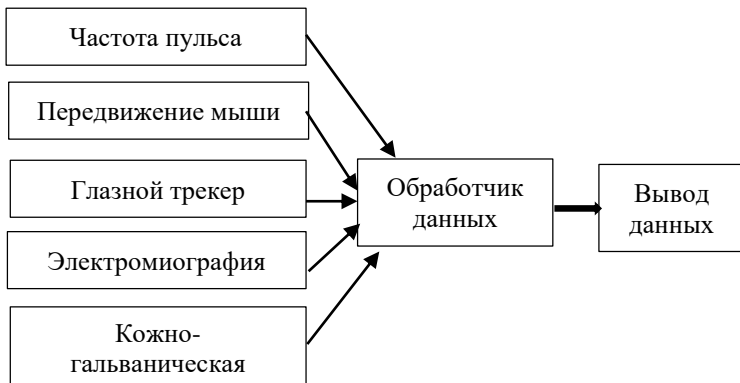 Частота пульса
Передвижение мыши
Глазной трекер
Электромиография
Кожно-
гальваническая
Обработчик
данных
Вывод
данных